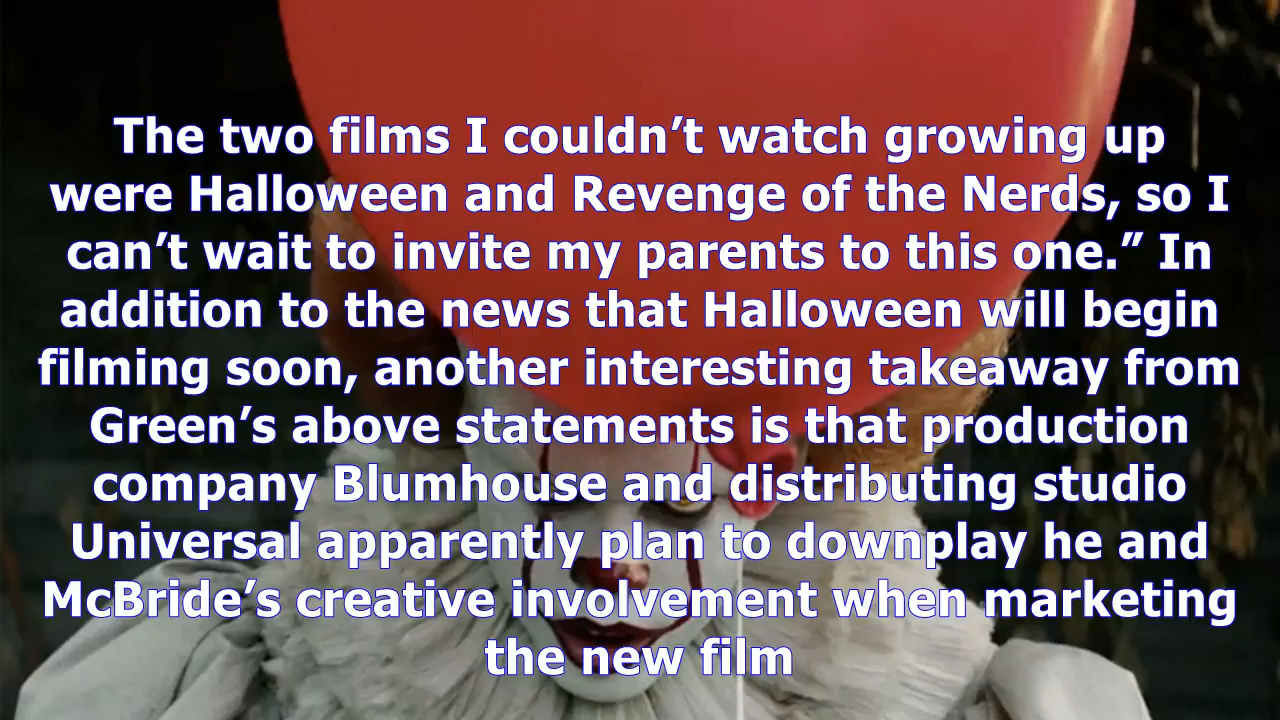 The two films I couldn’t watch growing up
were Halloween and Revenge of the Nerds, so I
can’t wait to invite my parents to this one.” In
addition to the news that Halloween will begin
filming soon, another interesting takeaway from
Green’s above statements is that production
company Blumhouse and distributing studio
Universal apparently plan to downplay he and
McBride’s creative involvement when marketing
the new film